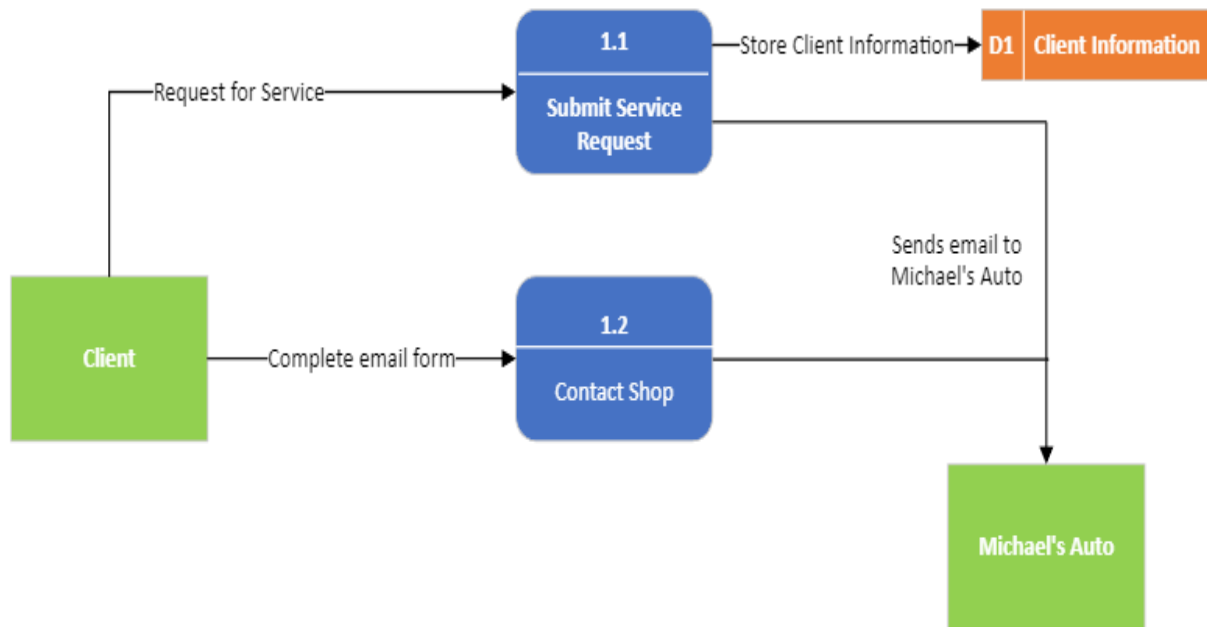 1.1
Store Client Information
D1 Client Information
Request for Service
Submit Service
Request
Sends email to
Michael's Auto
Client
Complete email form
1.2
Contact Shop
Michael's Auto